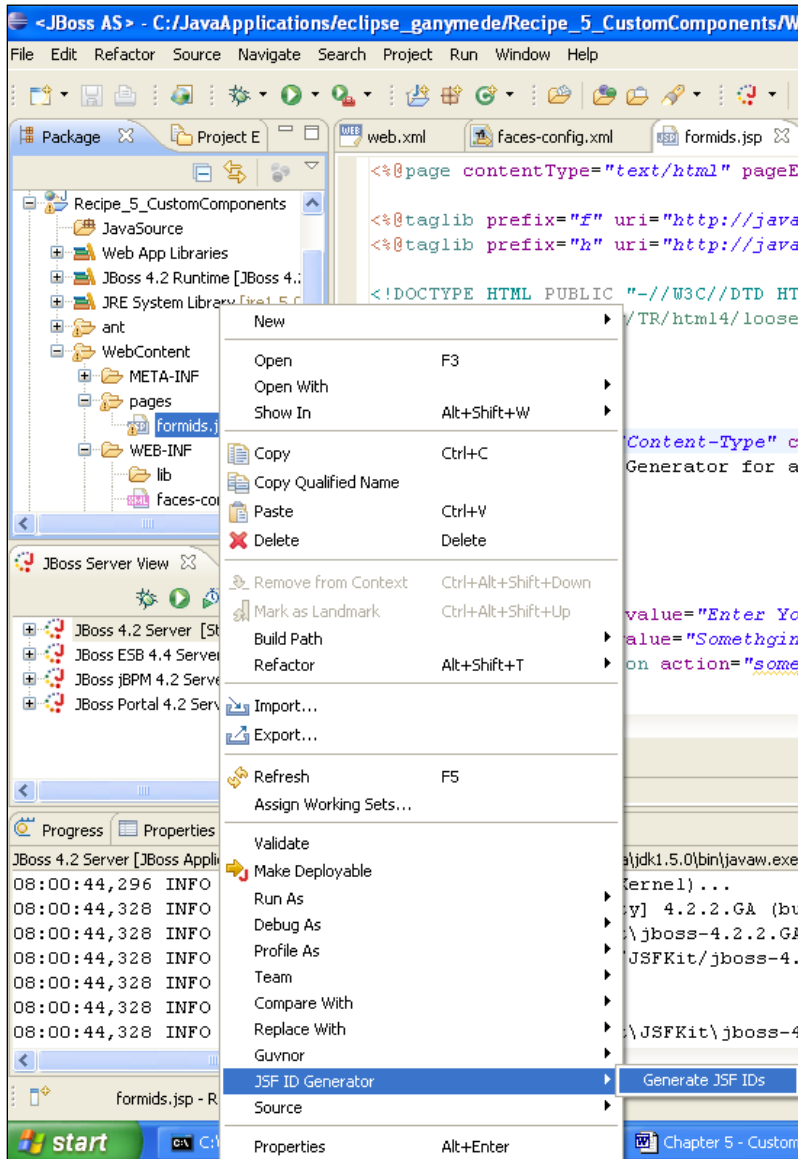 <JBoss AS> - C:/JavaApplications/eclipse_ganymede/Recipe_5_CustomComponents/W
File Edit Refactor Source Navigate Search Project Run Window Help
Package Project E
web.xml faces-config.xml formids.jsp
Recipe_5_CustomComponents
JavaSource
Web App Libraries
JBoss 4.2 Runtime [JBoss 4.
JRE System Library [jre1.5.0
ant
WebContent
META-INF
pages
formids.j
WEB-INF
lib
faces-co
<%@page contentType="text/html" pageE
<%@taglib prefix="f" uri="http://java
<%@taglib prefix="h" uri="http://java
<!DOCTYPE HTML PUBLIC "-//W3C//DTD HT
/TR/html4/loose
Content-Type" c
Generator for a
value="Enter Yo
alue="Somethgin
on action="some
JBoss Server View
JBoss 4.2 Server [St
JBoss ESB 4.4 Server
JBoss jBPM 4.2 Serve
JBoss Portal 4.2 Serv
Progress Properties
JBoss 4.2 Server [JBoss Appli
a\jdk1.5.0\bin\javaw.exe
08:00:44,296 INFO
Kernel)...
08:00:44,328 INFO
ty] 4.2.2.GA (bu
08:00:44,328 INFO
t\jboss-4.2.2.GA
08:00:44,328 INFO
/JSFKit/jboss-4.
08:00:44,328 INFO
08:00:44,328 INFO
08:00:44,328 INFO
t\JSFKit\jboss-4
New
Open F3
Open With
Show In Alt+Shift+W
Copy Ctrl+C
Copy Qualified Name
Paste Ctrl+V
Delete Delete
Remove from Context Ctrl+Alt+Shift+Down
Mark as Landmark Ctrl+Alt+Shift+Up
Build Path
Refactor Alt+Shift+T
Import...
Export...
Refresh F5
Assign Working Sets...
Validate
Make Deployable
Run As
Debug As
Profile As
Team
Compare With
Replace With
Guvnor
JSF ID Generator
Generate JSF IDs
Source
Properties Alt+Enter
formids.jsp - R
start
C:\
Chapter 5 - Custom